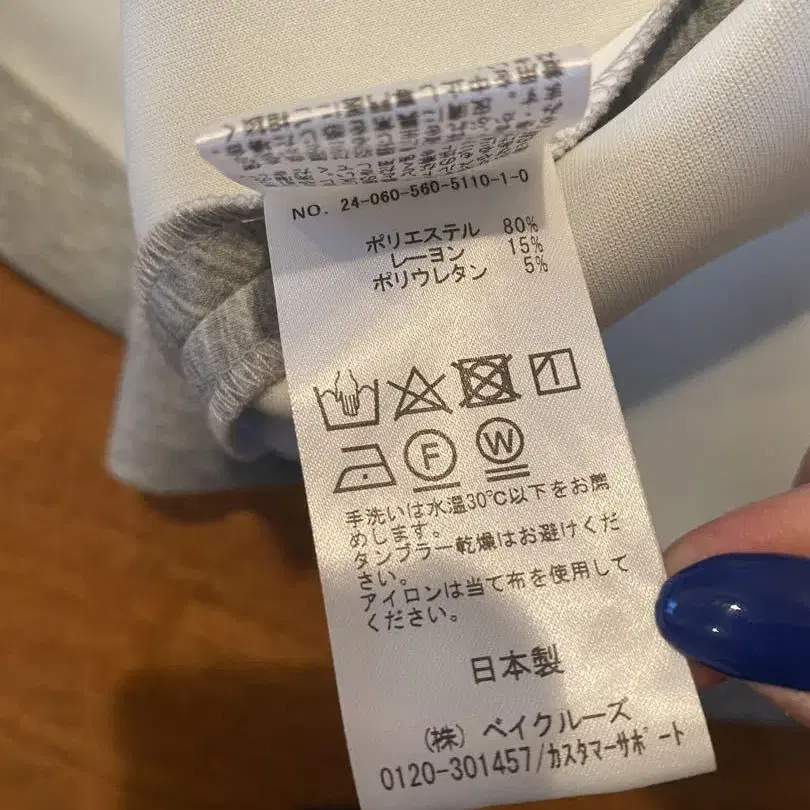 NO. 24-060-560-5110-1-0
ポリエステル 80%
レーヨン 15%
ポリウレタン 5%
F W
手洗いは水温30℃以下をお薦
めします。
タンブラー乾燥はお避けくだ
さい。
アイロンは当て布を使用して
ください。
日本製
(株) ベイクルーズ
0120-301457/カスタマーサポート